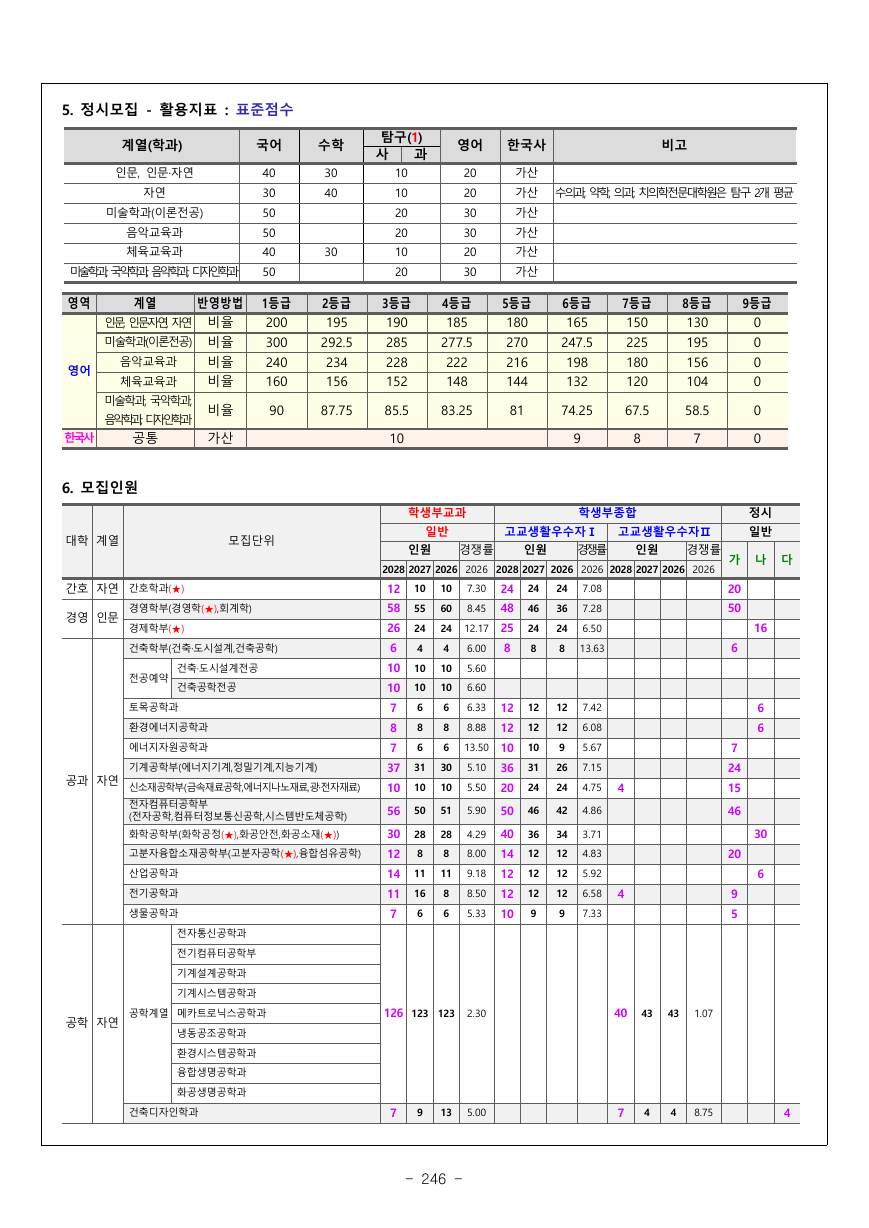 5. 정시모집 - 활용지표 : 표준점수
계열(학과) 국어 수학 탐구(1) 영어 한국사 비고
사 과
인문, 인문·자연 40 30 10 20 가산
자연 30 40 10 20 가산 수의과, 약학, 의과, 치의학전문대학원은 탐구 2개 평균
미술학과(이론전공) 50 20 30 가산
음악교육과 50 20 30 가산
체육교육과 40 30 10 20 가산
미술학과, 국악학과, 음악학과, 디자인학과 50 20 30 가산
영역 계열 반영방법 1등급 2등급 3등급 4등급 5등급 6등급 7등급 8등급 9등급
영어
인문, 인문자연, 자연 비율 200 195 190 185 180 165 150 130 0
미술학과(이론전공) 비율 300 292.5 285 277.5 270 247.5 225 195 0
음악교육과 비율 240 234 228 222 216 198 180 156 0
체육교육과 비율 160 156 152 148 144 132 120 104 0
미술학과, 국악학과,
음악학과, 디자인학과 비율 90 87.75 85.5 83.25 81 74.25 67.5 58.5 0
한국사 공통 가산 10 9 8 7 0
6. 모집인원
대학 계열 모집단위 학생부교과 학생부종합 정시
일반 고교생활우수자 I 고교생활우수자II 일반
인원 경쟁률 인원 경쟁률 인원 경쟁률 가 나 다
2028 2027 2026 2026 2028 2027 2026 2026 2028 2027 2026 2026
간호 자연 간호학과(★) 12 10 10 7.30 24 24 24 7.08 20
경영 인문 경영학부(경영학(★),회계학) 58 55 60 8.45 48 46 36 7.28 50
경제학부(★) 26 24 24 12.17 25 24 24 6.50 16
공과 자연 건축학부(건축·도시설계,건축공학) 6 4 4 6.00 8 8 8 13.63 6
전공예약 건축·도시설계전공 10 10 10 5.60
건축공학전공 10 10 10 6.60
토목공학과 7 6 6 6.33 12 12 12 7.42 6
환경에너지공학과 8 8 8 8.88 12 12 12 6.08 6
에너지자원공학과 7 6 6 13.50 10 10 9 5.67 7
기계공학부(에너지기계,정밀기계,지능기계) 37 31 30 5.10 36 31 26 7.15 24
신소재공학부(금속재료공학,에너지나노재료,광·전자재료) 10 10 10 5.50 20 24 24 4.75 4 15
전자컴퓨터공학부
(전자공학,컴퓨터정보통신공학,시스템반도체공학) 56 50 51 5.90 50 46 42 4.86 46
화학공학부(화학공정(★),화공안전,화공소재(★)) 30 28 28 4.29 40 36 34 3.71 30
고분자융합소재공학부(고분자공학(★),융합섬유공학) 12 8 8 8.00 14 12 12 4.83 20
산업공학과 14 11 11 9.18 12 12 12 5.92 6
전기공학과 11 16 8 8.50 12 12 12 6.58 4 9
생물공학과 7 6 6 5.33 10 9 9 7.33 5
공학 자연 공학계열 전자통신공학과
전기컴퓨터공학부
기계설계공학과
기계시스템공학과
메카트로닉스공학과 126 123 123 2.30 40 43 43 1.07
냉동공조공학과
환경시스템공학과
융합생명공학과
화공생명공학과
건축디자인학과 7 9 13 5.00 7 4 4 8.75 4
- 246 -